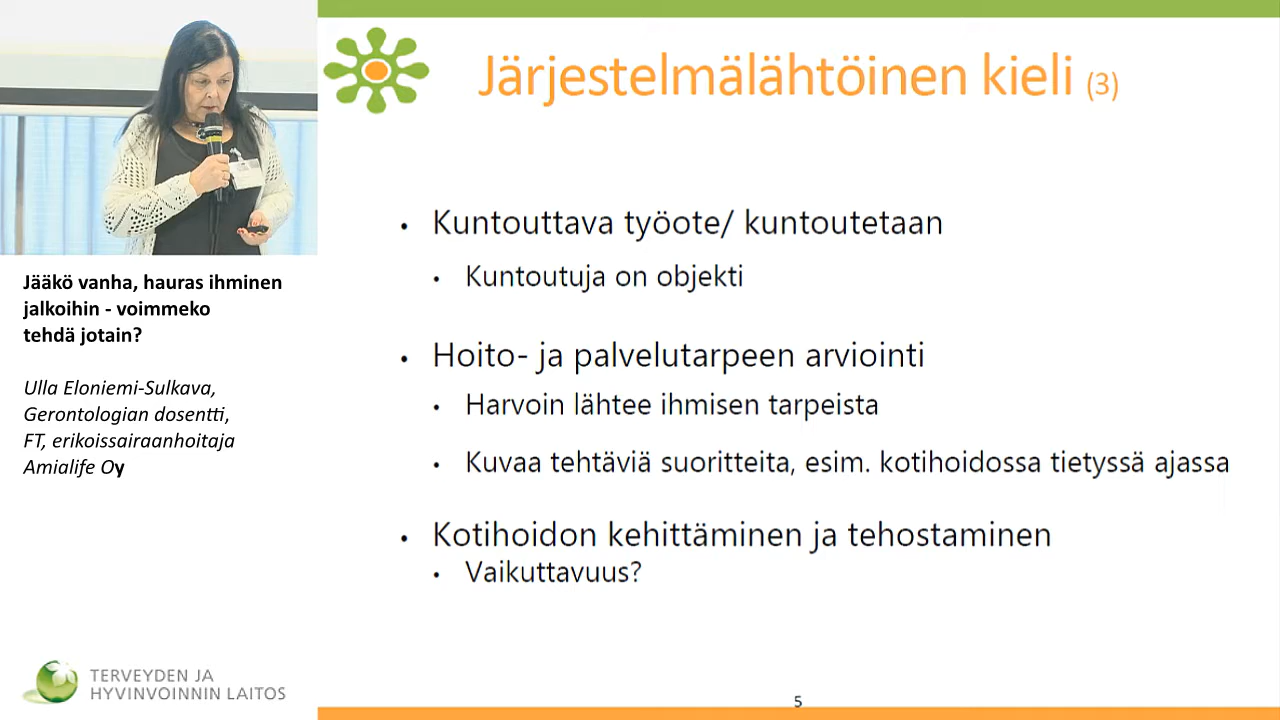 Järjestelmälähtöinen kieli (3)
• Kuntouttava työote/ kuntoutetaan
• Kuntoutuja on objekti
• Hoito- ja palvelutarpeen arviointi
• Harvoin lähtee ihmisen tarpeista
• Kuvaa tehtäviä suoritteita, esim. kotihoidossa tietyssä ajassa
• Kotihoidon kehittäminen ja tehostaminen
• Vaikuttavuus?
Jääkö vanha, hauras ihminen
jalkoihin - voimmeko
tehdä jotain?
Ulla Eloniemi-Sulkava,
Gerontologian dosentti,
FT, erikoissairaanhoitaja
Amialife Oy
TERVEYDEN JA
HYVINVOINNIN LAITOS
5